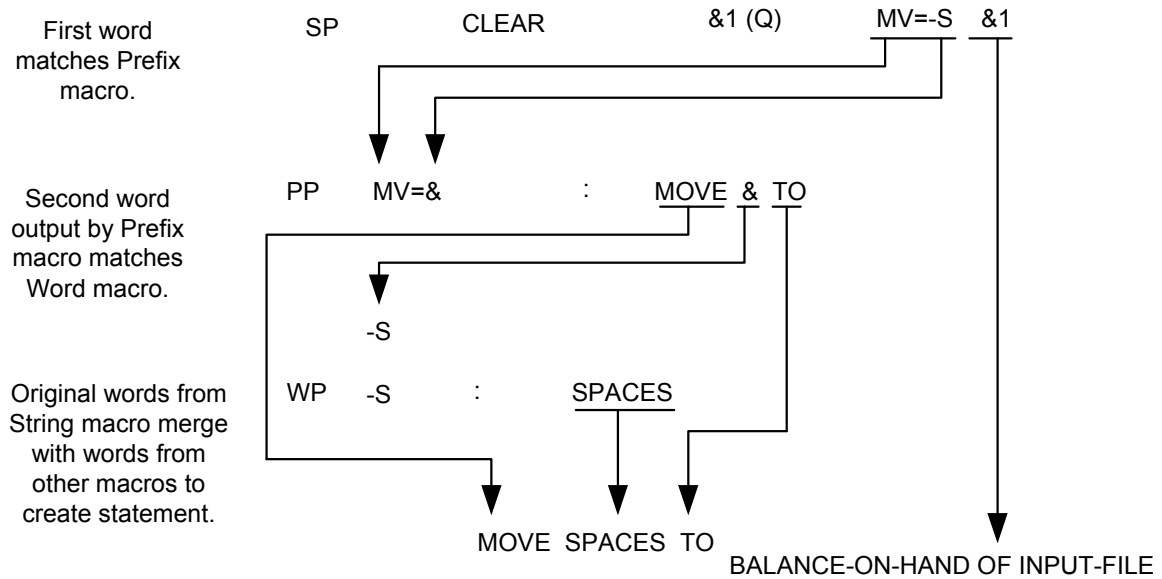 First word
matches Prefix
macro.
SP CLEAR &1 (Q) MV=-S &1
Second word
output by Prefix
macro matches
Word macro.
PP MV=& : MOVE & TO
-S
Original words from
String macro merge
with words from
other macros to
create statement.
WP -S : SPACES
MOVE SPACES TO
BALANCE-ON-HAND OF INPUT-FILE